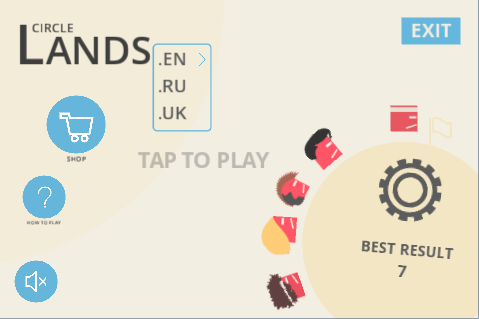 CIRCLE
LANDS
.EN
.RU
.UK
EXIT
SHOP
TAP TO PLAY
HOW TO PLAY
BEST RESULT
7